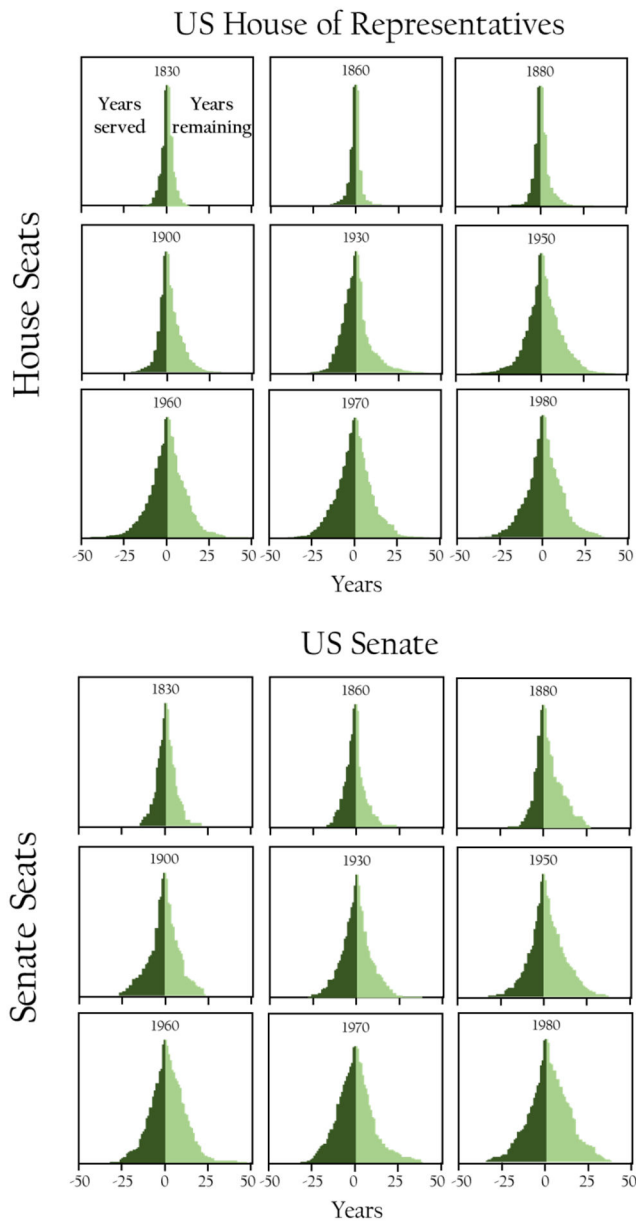 US House of Representatives
1830
1860
1880
Years served
Years remaining
House Seats
1900
1930
1950
1960
1970
1980
-50 -25 0 25 50 -50 -25 0 25 50 -50 -25 0 25 50
Years
US Senate
1830
1860
1880
Senate Seats
1900
1930
1950
1960
1970
1980
-50 -25 0 25 50 -50 -25 0 25 50 -50 -25 0 25 50
Years